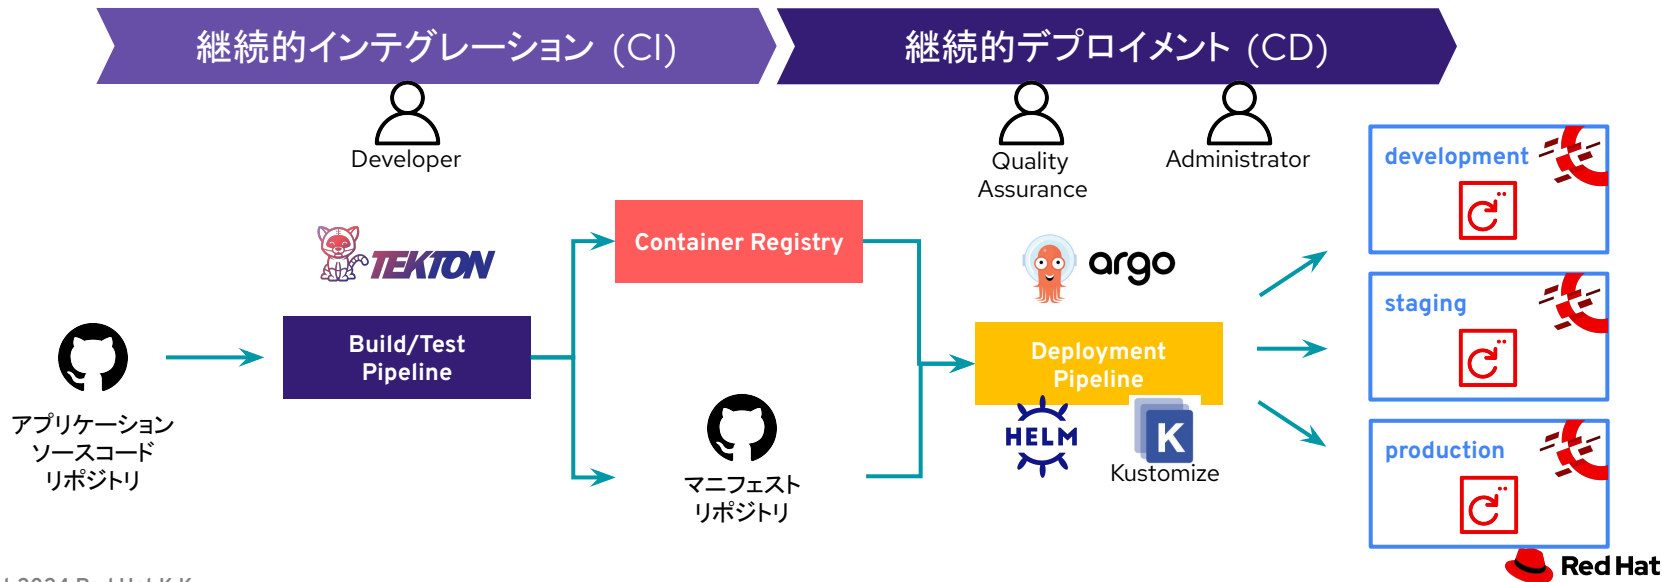 継続的インテグレーション (CI)
継続的デプロイメント (CD)
Developer
Quality
Assurance
Administrator
development
TEKTON
Container Registry
argo
staging
Build/Test
Pipeline
Deployment
Pipeline
アプリケーション
ソースコード
リポジトリ
HELM
K
Kustomize
マニフェスト
リポジトリ
production
Red Hat